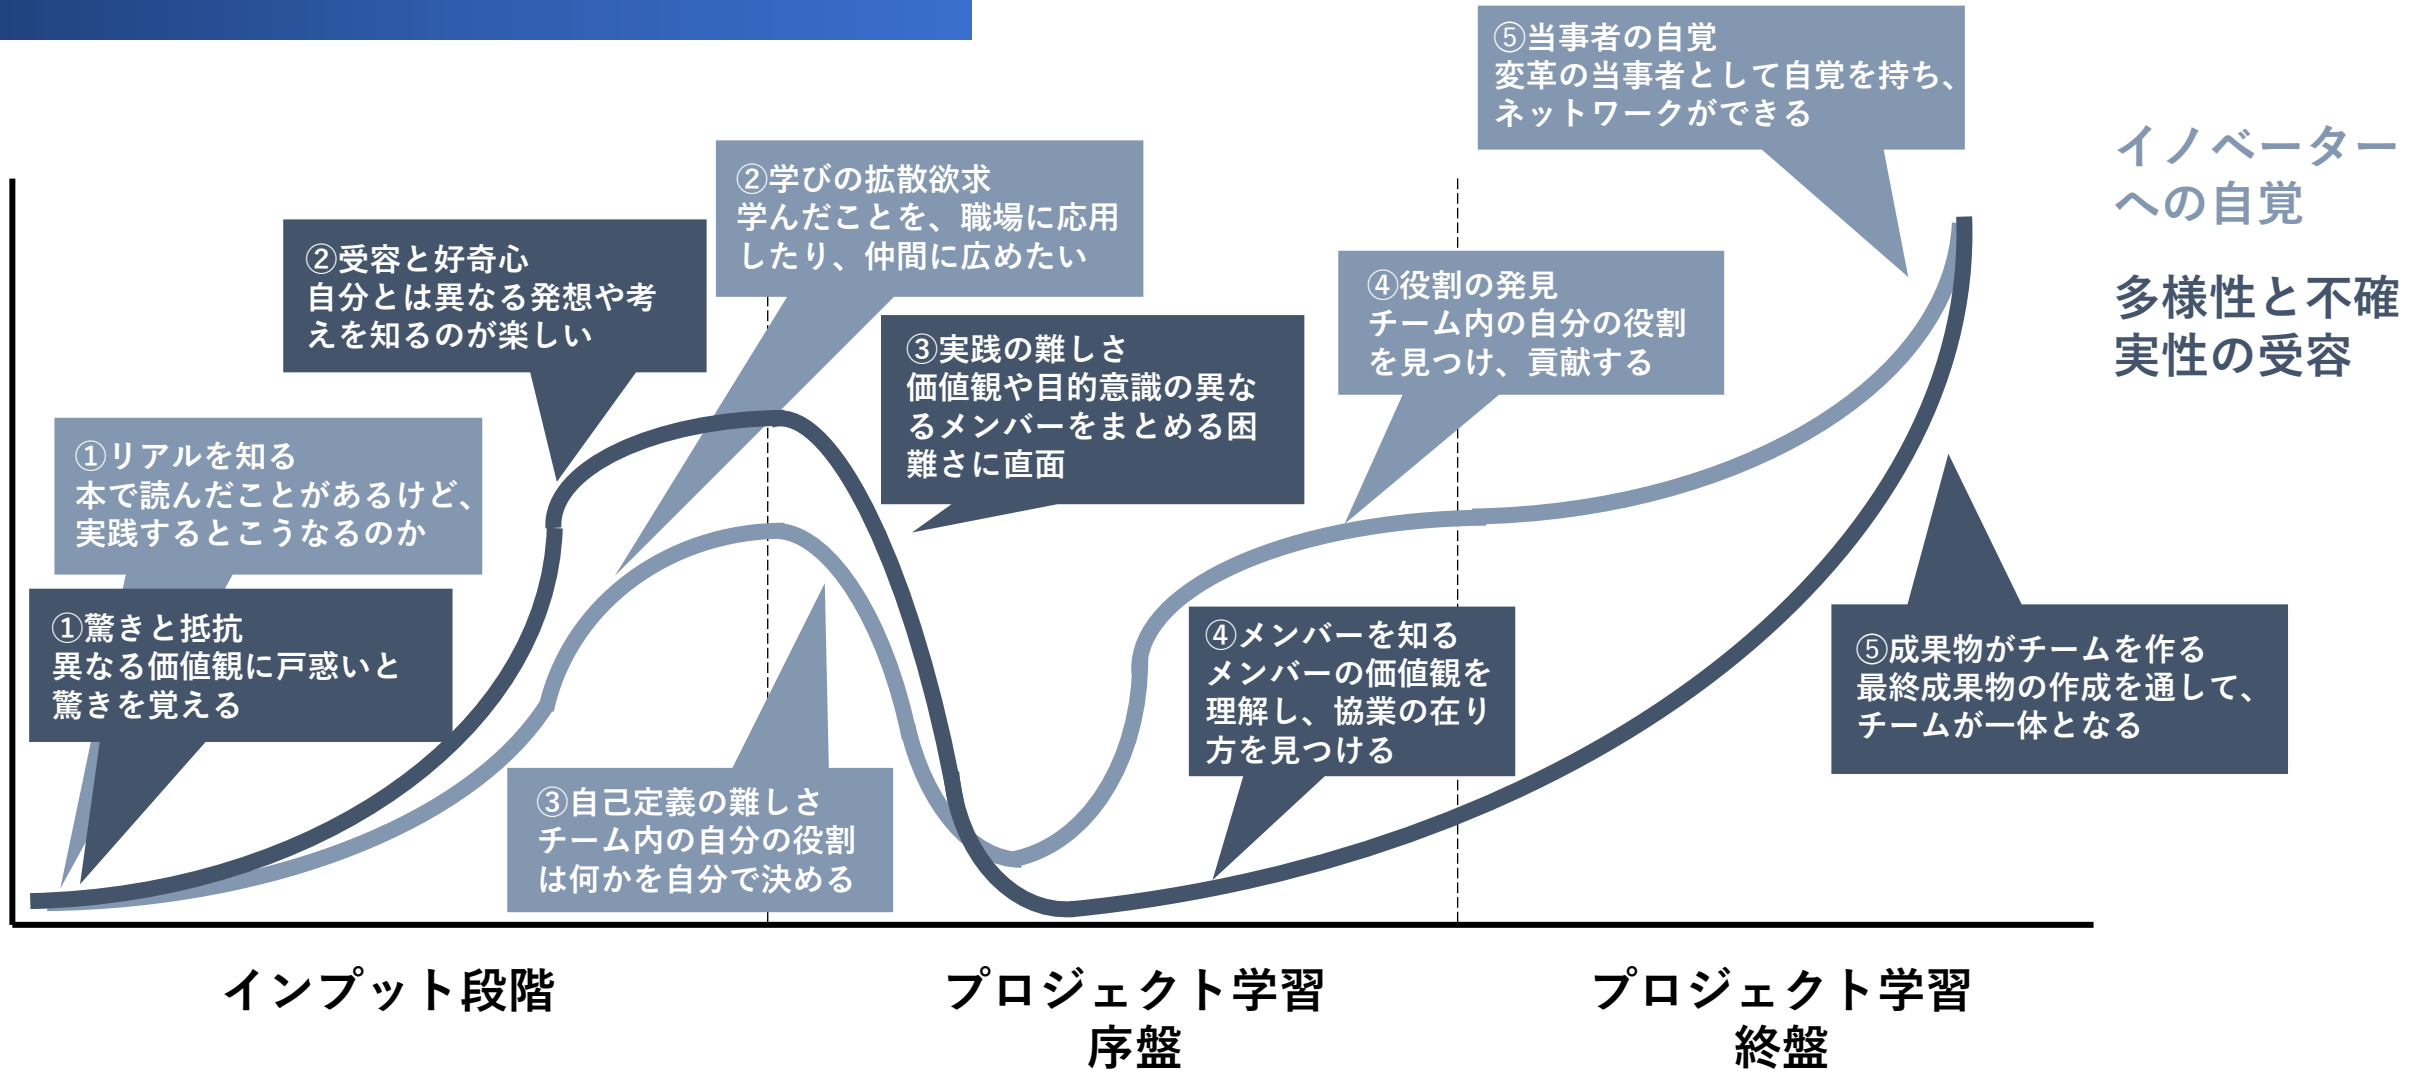 ⑤当事者の自覚
変革の当事者として自覚を持ち、
ネットワークができる
イノベーター
への自覚
②学びの拡散欲求
学んだことを、職場に応用
したり、仲間に広めたい
②受容と好奇心
自分とは異なる発想や考
えを知るのが楽しい
④役割の発見
チーム内の自分の役割
を見つけ、貢献する
多様性と不確
実性の受容
③実践の難しさ
価値観や目的意識の異な
るメンバーをまとめる困
難さに直面
①リアルを知る
本で読んだことがあるけど、
実践するとこうなるのか
①驚きと抵抗
異なる価値観に戸惑いと
驚きを覚える
④メンバーを知る
メンバーの価値観を
理解し、協業の在り
方を見つける
⑤成果物がチームを作る
最終成果物の作成を通して、
チームが一体となる
③自己定義の難しさ
チーム内の自分の役割
は何かを自分で決める
インプット段階
プロジェクト学習
序盤
プロジェクト学習
終盤